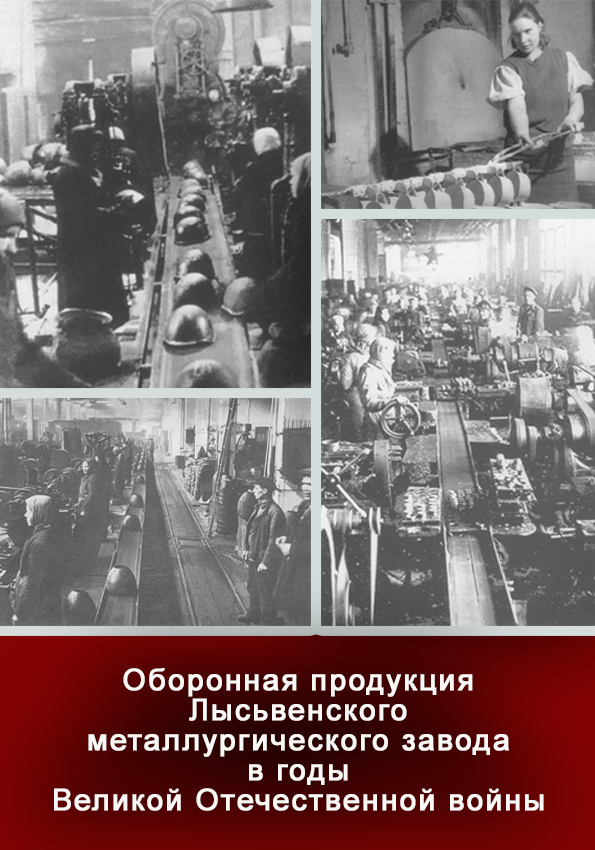 Оборонная продукция
Лысьвенского
металлургического завода
в годы
Великой Отечественной войны